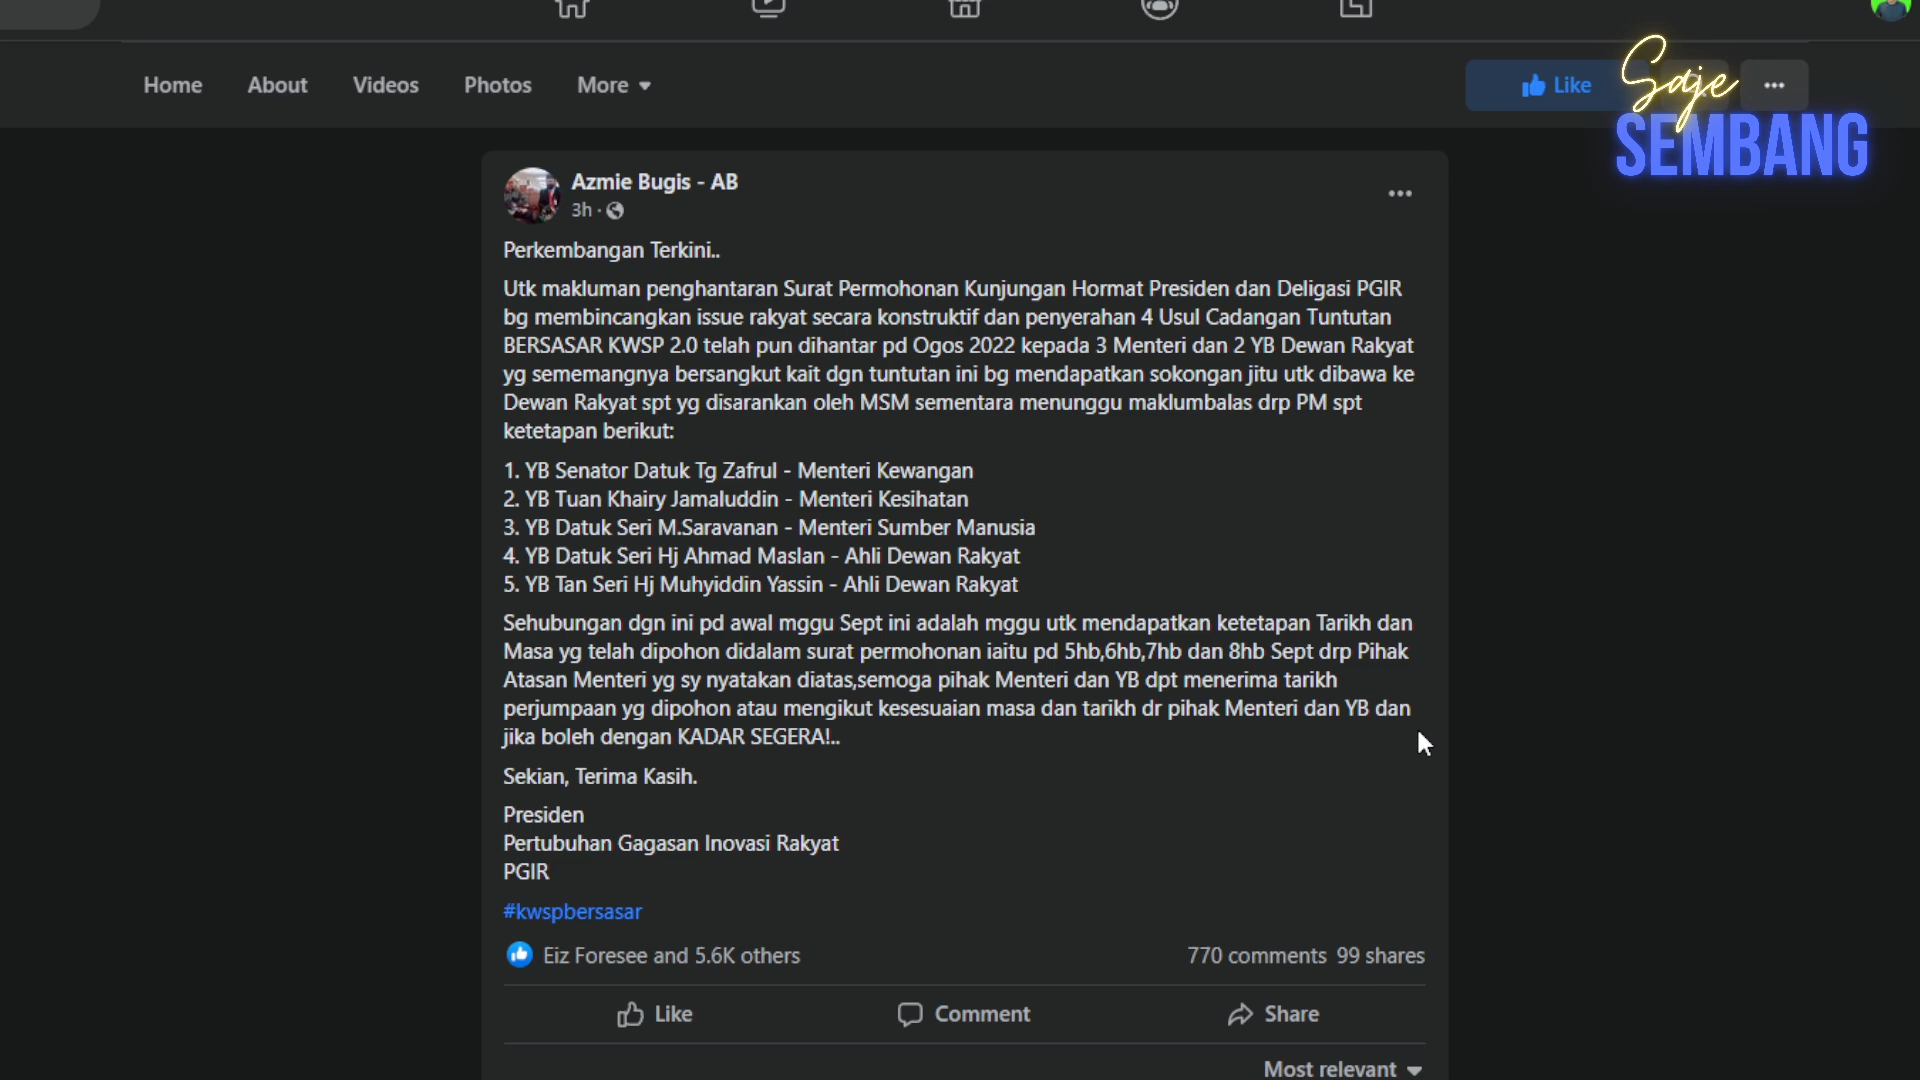 Home About Videos Photos More Like
Saje
SEMBANG
Azmie Bugis - AB
3h ·
Perkembangan Terkini..
Utk makluman penghantaran Surat Permohonan Kunjungan Hormat Presiden dan Deligasi PGIR
bg membincangkan issue rakyat secara konstruktif dan penyerahan 4 Usul Cadangan Tuntutan
BERSASAR KWSP 2.0 telah pun dihantar pd Ogos 2022 kepada 3 Menteri dan 2 YB Dewan Rakyat
yg sememangnya bersangkut kait dgn tuntutan ini bg mendapatkan sokongan jitu utk dibawa ke
Dewan Rakyat spt yg disarankan oleh MSM sementara menunggu maklumbalas drp PM spt
ketetapan berikut:
1. YB Senator Datuk Tg Zafrul - Menteri Kewangan
2. YB Tuan Khairy Jamaluddin - Menteri Kesihatan
3. YB Datuk Seri M.Saravanan - Menteri Sumber Manusia
4. YB Datuk Seri Hj Ahmad Maslan - Ahli Dewan Rakyat
5. YB Tan Seri Hj Muhyiddin Yassin - Ahli Dewan Rakyat
Sehubungan dgn ini pd awal mggu Sept ini adalah mggu utk mendapatkan ketetapan Tarikh dan
Masa yg telah dipohon didalam surat permohonan iaitu pd 5hb,6hb,7hb dan 8hb Sept drp Pihak
Atasan Menteri yg sy nyatakan diatas,semoga pihak Menteri dan YB dpt menerima tarikh
perjumpaan yg dipohon atau mengikut kesesuaian masa dan tarikh dr pihak Menteri dan YB dan
jika boleh dengan KADAR SEGERA!..
Sekian, Terima Kasih.
Presiden
Pertubuhan Gagasan Inovasi Rakyat
PGIR
#kwspbersasar
Eiz Foresee and 5.6K others 770 comments 99 shares
Like Comment Share
Most relevant